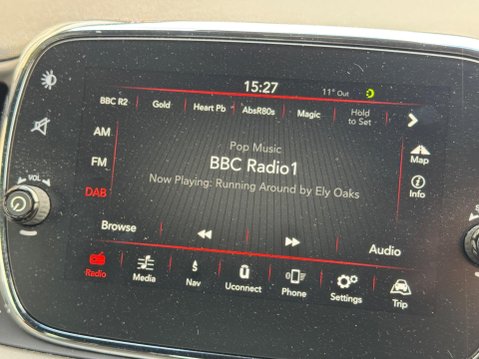 15:27
11° Out
BBC R2
Gold
Heart Pb
AbsR80s
Magic
Hold
to Set
AM
FM
DAB
Pop Music
BBC Radio1
Now Playing: Running Around by Ely Oaks
Map
Info
VOL
Browse
Audio
Radio
Media
Nav
Uconnect
Phone
Settings
Trip